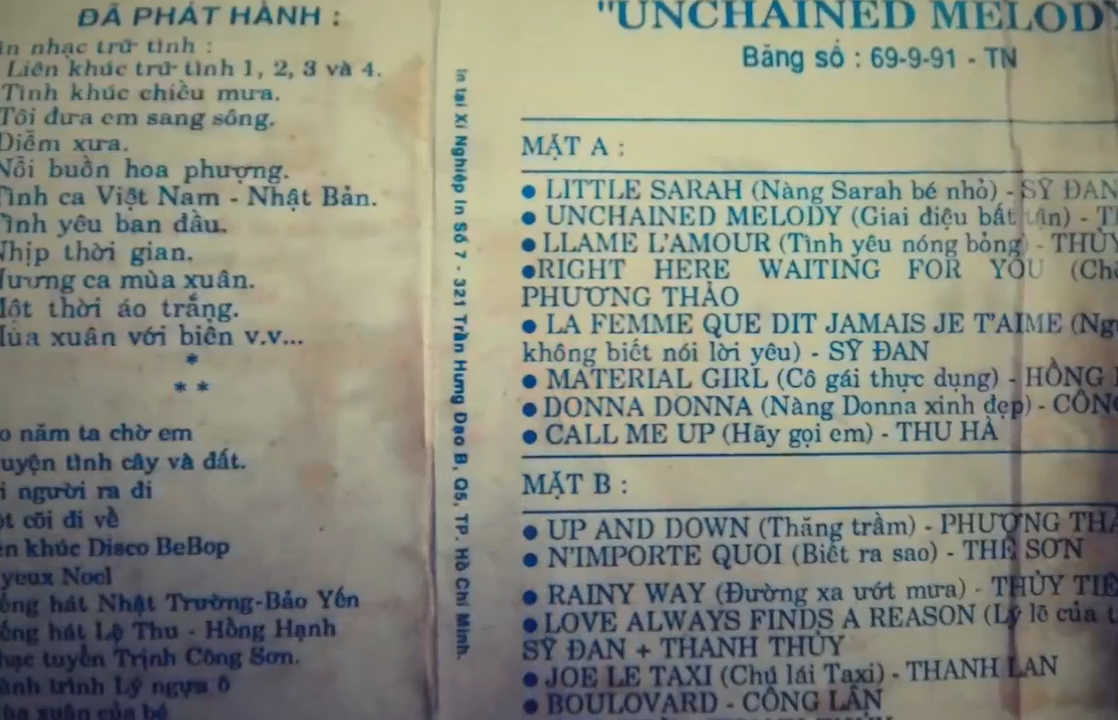 ĐÃ PHÁT HÀNH :
nhạc trữ tình :
Liên khúc trữ tình 1, 2, 3 và 4.
Tình khúc chiều mưa.
Tôi đưa em sang sông.
Diễm xưa.
Nỗi buồn hoa phượng.
Tình ca Việt Nam - Nhật Bản.
Tình yêu ban đầu.
Nhịp thời gian.
Hương ca mùa xuân.
Một thời áo trắng.
Mùa xuân với biển v.v...
*
* *
năm ta chờ em
tình cây và đất.
người ra đi
cõi đi về
khúc Disco BeBop
yeux Noel
hát Nhật Trường-Bảo Yến
hát Lệ Thu - Hồng Hạnh
tuyển Trịnh Công Sơn.
trình Lý ngựa ô
xuân của bé
In tại Xí Nghiệp In Số 7 - 321 Trần Hưng Đạo B, Q5, TP. Hồ Chí Minh.
"UNCHAINED MELODY
Băng số : 69-9-91 - TN
MẶT A :
● LITTLE SARAH (Nàng Sarah bé nhỏ) - SỸ ĐAN
● UNCHAINED MELODY (Giai điệu bất tận) -
● LLAME L'AMOUR (Tình yêu nóng bỏng) - THỦY
●RIGHT HERE WAITING FOR YOU
PHƯƠNG THẢO
● LA FEMME QUE DIT JAMAIS JE T'AIME
không biết nói lời yêu) - SỸ ĐAN
● MATERIAL GIRL (Cô gái thực dụng) - HỒNG
● DONNA DONNA (Nàng Donna xinh đẹp) - CÔNG
● CALL ME UP (Hãy gọi em) - THU HÀ
MẶT B :
● UP AND DOWN (Thăng trầm) - PHƯƠNG THẢ
● N'IMPORTE QUOI (Biết ra sao) - THẾ SƠN
● RAINY WAY (Đường xa ướt mưa) - THỦY TIÊ
● LOVE ALWAYS FINDS A REASON (Lý lẽ của
SỸ ĐAN + THANH THỦY
● JOE LE TAXI (Chú lái Taxi) - THANH LAN
● BOULOVARD - CÔNG LÂN